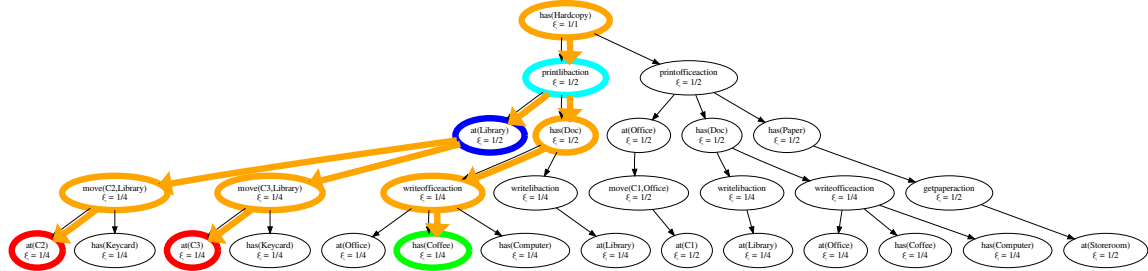 has(Hardcopy)
ξ = 1/1
printlibaction
ξ = 1/2
printofficeaction
ξ = 1/2
at(Library)
ξ = 1/2
has(Doc)
ξ = 1/2
at(Office)
ξ = 1/2
has(Doc)
ξ = 1/2
has(Paper)
ξ = 1/2
move(C2,Library)
ξ = 1/4
move(C3,Library)
ξ = 1/4
writeofficeaction
ξ = 1/4
writelibaction
ξ = 1/4
move(C1,Office)
ξ = 1/2
writelibaction
ξ = 1/4
writeofficeaction
ξ = 1/4
getpaperaction
ξ = 1/2
at(C2)
ξ = 1/4
has(Keycard)
ξ = 1/4
at(C3)
ξ = 1/4
has(Keycard)
ξ = 1/4
at(Office)
ξ = 1/4
has(Coffee)
ξ = 1/4
has(Computer)
ξ = 1/4
at(Library)
ξ = 1/4
at(C1)
ξ = 1/2
at(Library)
ξ = 1/4
at(Office)
ξ = 1/4
has(Coffee)
ξ = 1/4
has(Computer)
ξ = 1/4
at(Storeroom)
ξ = 1/2